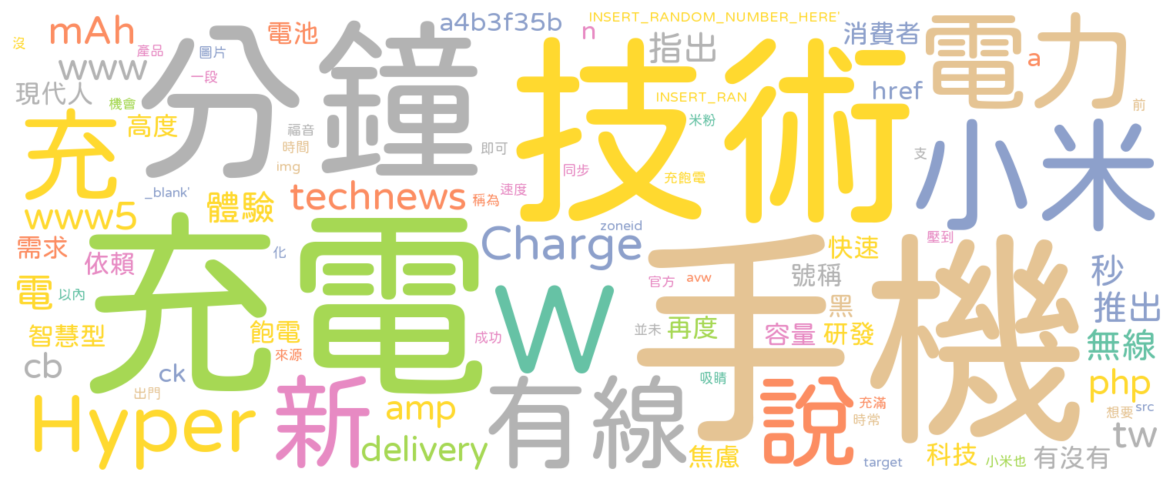 INSERT_RANDOM_NUMBER_HERE'
a4b3f35b
n
mAh
電池
消費者
沒
產品
圖片
指出
www
一段
分鐘
技術
電力
a
現代人
機會
href
INSERT_RAN
前
充
高度
福音
米粉
小米
時間
即可
支
img
同步
充飽電
_blank'
technews
速度
稱為
www5
體驗
zoneid
需求
依賴
化
Charge
壓到
快速
充電
手機
秒
電
以內
官方
avw
號稱
W
黑
推出
智慧型
飽電
成功
並未
再度
容量
研發
無線
cb
ck
來源
出門
吸睛
php
Hyper
新
amp
有線
說
充滿
時常
想要
src
tw
delivery
焦慮
target
科技
小米也
有沒有